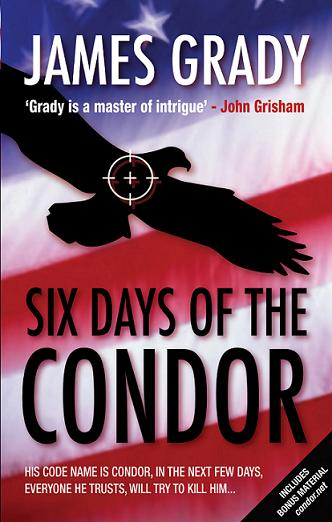 JAMES GRADY
'Grady is a master of intrigue' - John Grisham
SIX DAYS OF THE
CONDOR
HIS CODE NAME IS CONDOR, IN THE NEXT FEW DAYS,
EVERYONE HE TRUSTS, WILL TRY TO KILL HIM...
INCLUDES
BONUS MATERIAL
condor.net